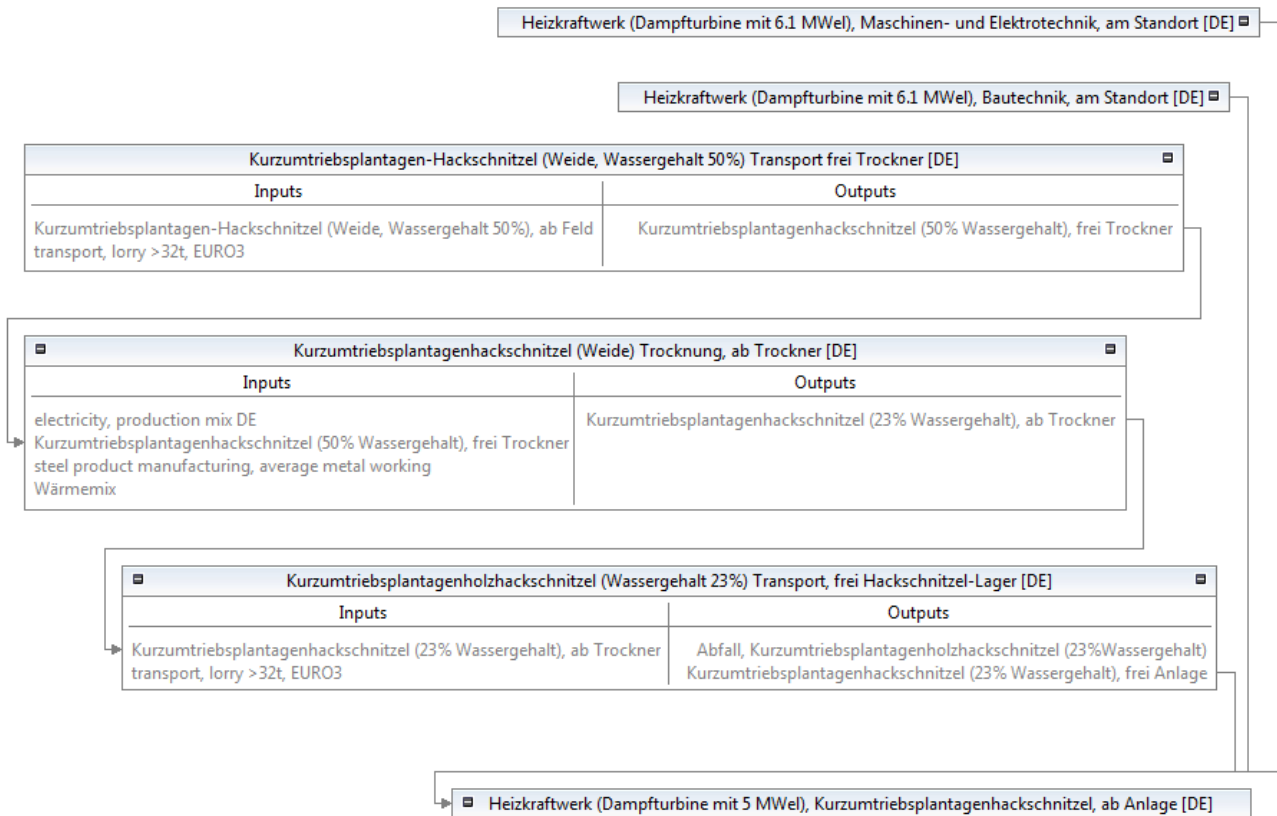 Heizkraftwerk (Dampfturbine mit 6.1 MWel), Maschinen- und Elektrotechnik, am Standort [DE]
Heizkraftwerk (Dampfturbine mit 6.1 MWel), Bautechnik, am Standort [DE]
Kurzumtriebsplantagen-Hackschnitzel (Weide, Wassergehalt 50%) Transport frei Trockner [DE]
Inputs
Outputs
Kurzumtriebsplantagen-Hackschnitzel (Weide, Wassergehalt 50%), ab Feld
transport, lorry >32t, EURO3
Kurzumtriebsplantagenhackschnitzel (50% Wassergehalt), frei Trockner
Kurzumtriebsplantagenhackschnitzel (Weide) Trocknung, ab Trockner [DE]
Inputs
Outputs
electricity, production mix DE
Kurzumtriebsplantagenhackschnitzel (50% Wassergehalt), frei Trockner
steel product manufacturing, average metal working
Wärmemix
Kurzumtriebsplantagenhackschnitzel (23% Wassergehalt), ab Trockner
Kurzumtriebsplantagenholzhackschnitzel (Wassergehalt 23%) Transport, frei Hackschnitzel-Lager [DE]
Inputs
Outputs
Kurzumtriebsplantagenhackschnitzel (23% Wassergehalt), ab Trockner
transport, lorry >32t, EURO3
Abfall, Kurzumtriebsplantagenholzhackschnitzel (23%Wassergehalt)
Kurzumtriebsplantagenhackschnitzel (23% Wassergehalt), frei Anlage
Heizkraftwerk (Dampfturbine mit 5 MWel), Kurzumtriebsplantagenhackschnitzel, ab Anlage [DE]